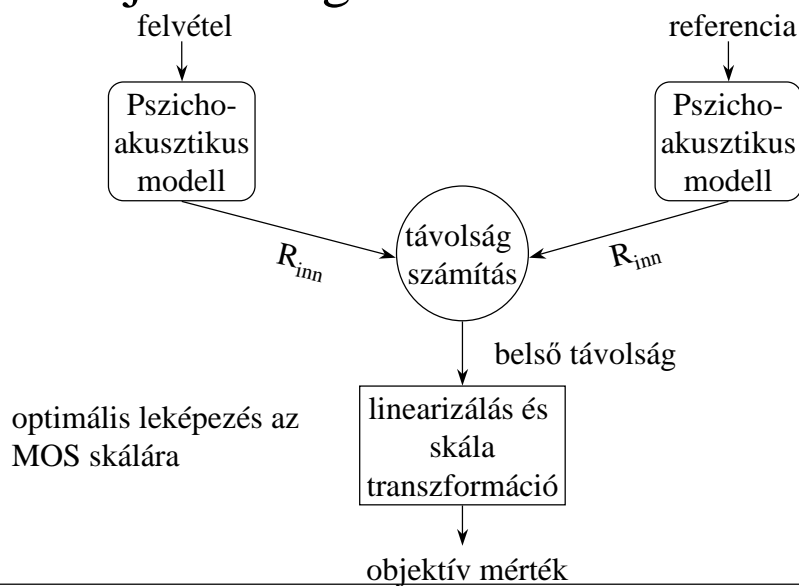 felvétel
referencia
Pszicho-
akusztikus
modell
Pszicho-
akusztikus
modell
R_inn
távolság
számítás
R_inn
belső távolság
optimális leképezés az
MOS skálára
linearizálás és
skála
transzformáció
objektív mérték